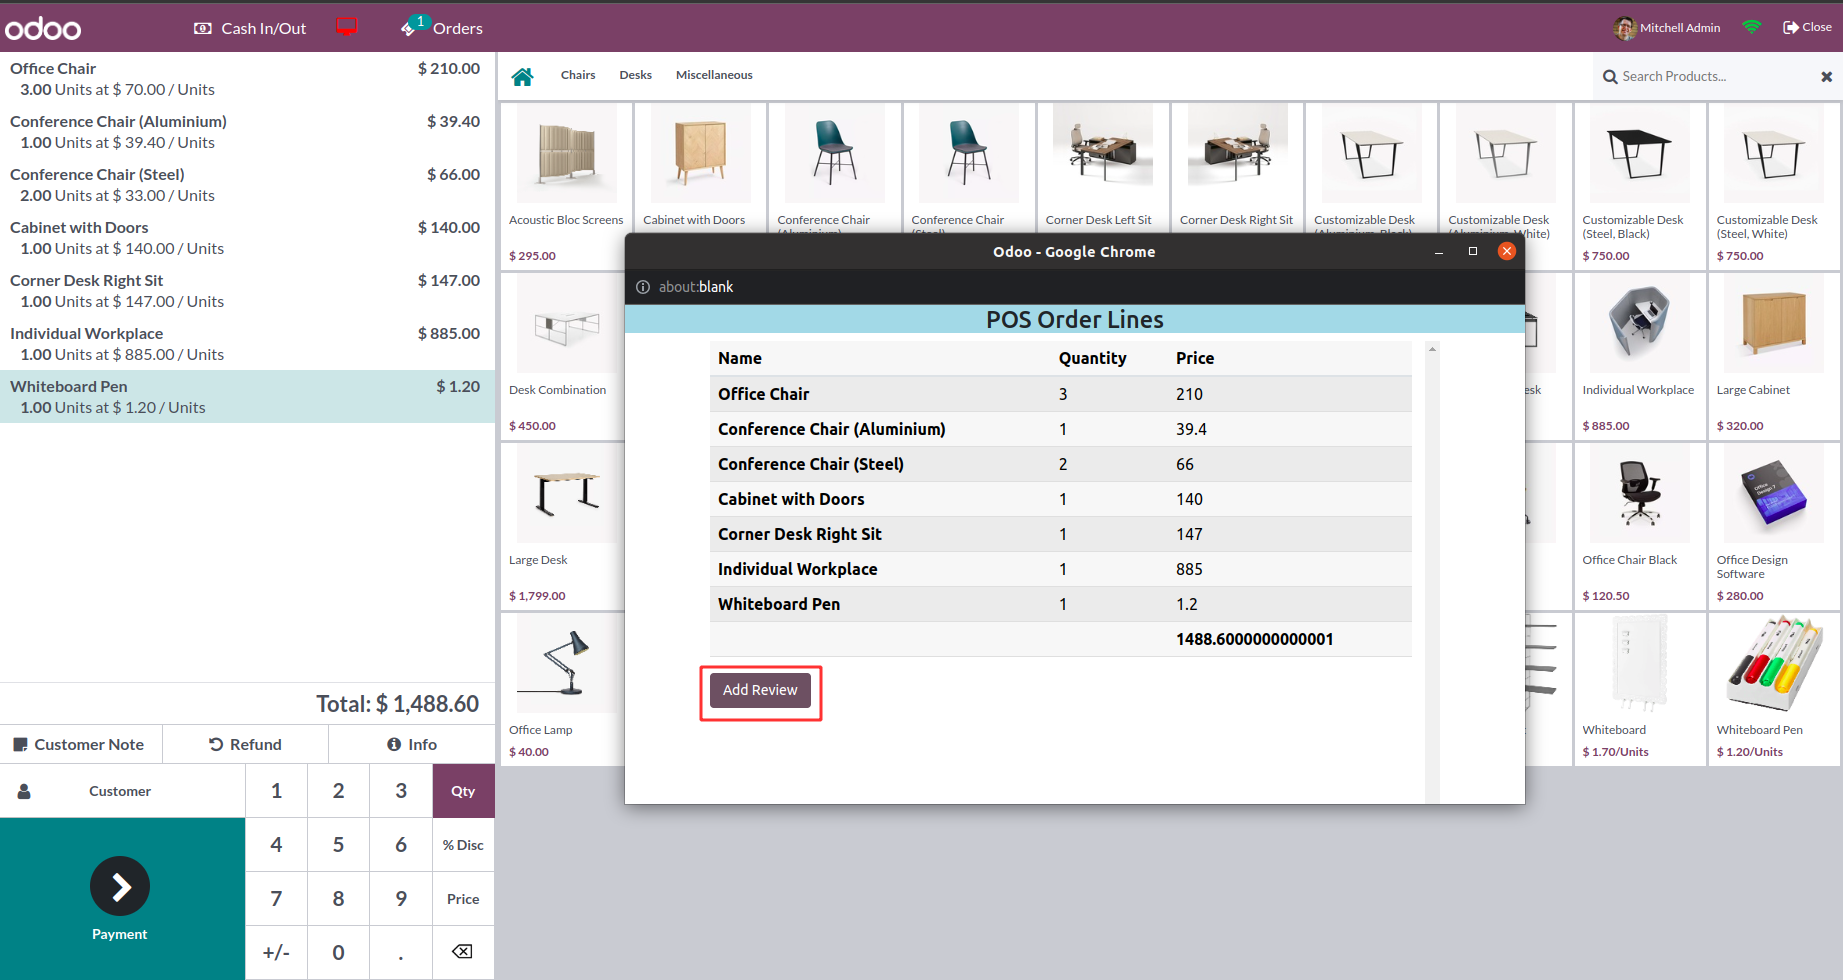 odoo
Cash In/Out
1
Orders
Mitchell Admin
Close
Office Chair $ 210.00
3.00 Units at $ 70.00 / Units
Conference Chair (Aluminium) $ 39.40
1.00 Units at $ 39.40 / Units
Conference Chair (Steel) $ 66.00
2.00 Units at $ 33.00 / Units
Cabinet with Doors $ 140.00
1.00 Units at $ 140.00 / Units
Corner Desk Right Sit $ 147.00
1.00 Units at $ 147.00 / Units
Individual Workplace $ 885.00
1.00 Units at $ 885.00 / Units
Whiteboard Pen $ 1.20
1.00 Units at $ 1.20 / Units
Total: $ 1,488.60
Customer Note Refund Info
Customer 1 2 3 Qty
4 5 6 % Disc
7 8 9 Price
Payment
+/- 0 .
Chairs Desks Miscellaneous
Search Products...
Acoustic Bloc Screens
$ 295.00
Cabinet with Doors
Conference Chair
(Aluminium)
Conference Chair
(Steel)
Corner Desk Left Sit
Corner Desk Right Sit
Customizable Desk
(Aluminium, Black)
Customizable Desk
(Aluminium, White)
Customizable Desk
(Steel, Black)
$ 750.00
Customizable Desk
(Steel, White)
$ 750.00
Desk Combination
$ 450.00
Individual Workplace
$ 885.00
Large Cabinet
$ 320.00
Large Desk
$ 1,799.00
Office Chair Black
$ 120.50
Office
Design 7
Office Design
Software
$ 280.00
Office Lamp
$ 40.00
Whiteboard
$ 1.70/Units
Whiteboard Pen
$ 1.20/Units
Odoo - Google Chrome
about:blank
POS Order Lines
Name Quantity Price
Office Chair 3 210
Conference Chair (Aluminium) 1 39.4
Conference Chair (Steel) 2 66
Cabinet with Doors 1 140
Corner Desk Right Sit 1 147
Individual Workplace 1 885
Whiteboard Pen 1 1.2
1488.6000000000001
Add Review